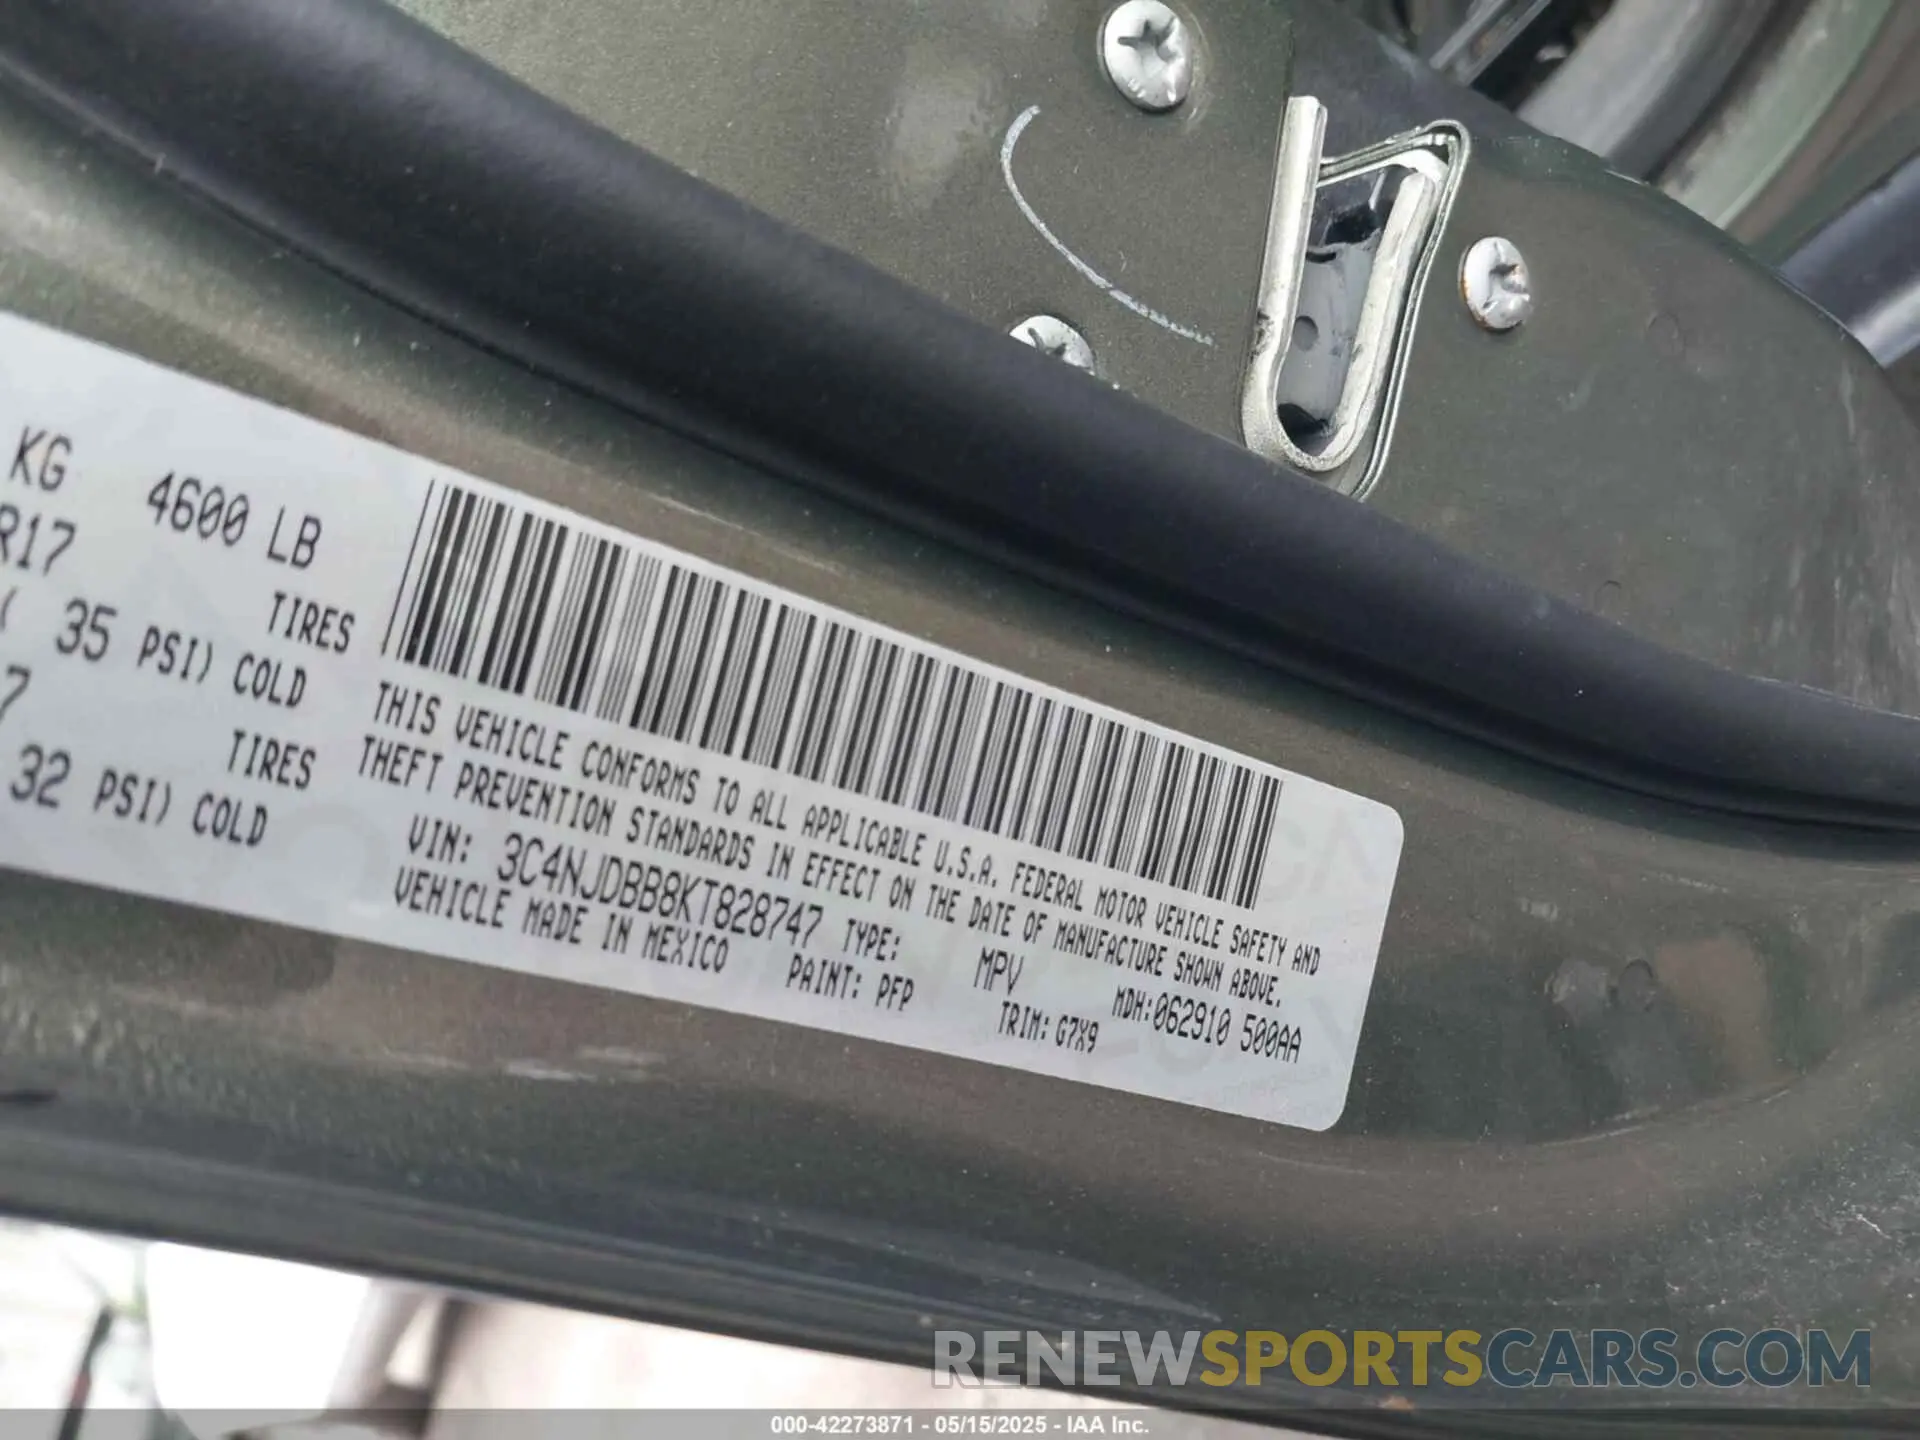 KG 4600 LB
R17 TIRES
( 35 PSI) COLD
7 TIRES
32 PSI) COLD
THIS VEHICLE CONFORMS TO ALL APPLICABLE U.S.A. FEDERAL MOTOR VEHICLE SAFETY AND
THEFT PREVENTION STANDARDS IN EFFECT ON THE DATE OF MANUFACTURE SHOWN ABOVE.
VIN: 3C4NJDBB8KT828747 TYPE: MPV MDH:062910 500AA
VEHICLE MADE IN MEXICO PAINT: PFP TRIM: G7X9
RENEWSPORTSCARS.COM
000-42273871 - 05/15/2025 - IAA Inc.